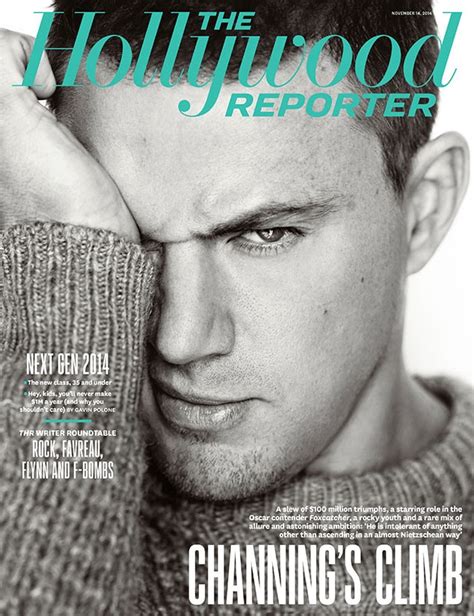 NOVEMBER 14, 2014
THE
Hollywood
REPORTER
NEXT GEN 2014
• The new class, 35 and under
• Hey, kids, you'll never make
$1M a year (and why you
shouldn't care) BY GAVIN POLONE
THR WRITER ROUNDTABLE
ROCK, FAVREAU,
FLYNN AND F-BOMBS
A slew of $100 million triumphs, a starring role in the
Oscar contender Foxcatcher, a rocky youth and a rare mix of
allure and astonishing ambition: 'He is intolerant of anything
other than ascending in an almost Nietzschean way'
CHANNING'S CLIMB